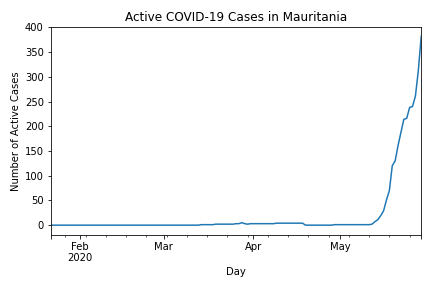 Active COVID-19 Cases in Mauritania
Number of Active Cases
400
350
300
250
200
150
100
50
0
Feb Mar Apr May
2020
Day